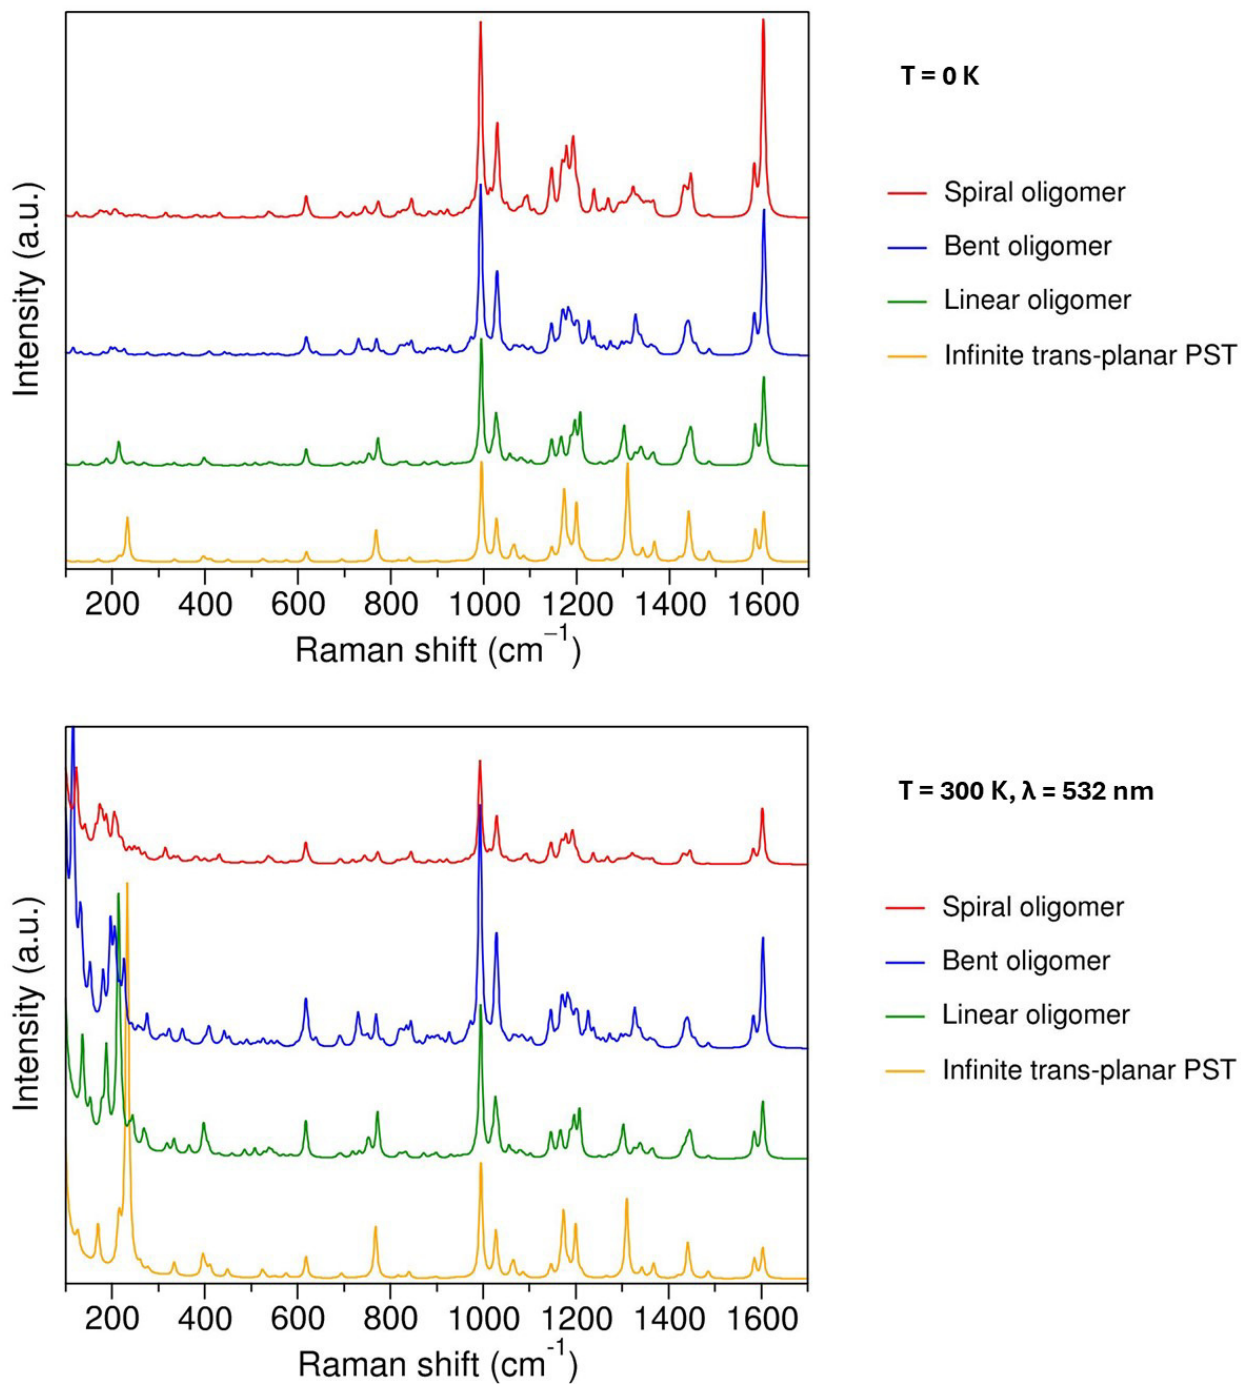 T = 0 K
Spiral oligomer
Bent oligomer
Linear oligomer
Infinite trans-planar PST
Intensity (a.u.)
200 400 600 800 1000 1200 1400 1600
Raman shift (cm⁻¹)
T = 300 K, λ = 532 nm
Spiral oligomer
Bent oligomer
Linear oligomer
Infinite trans-planar PST
Intensity (a.u.)
200 400 600 800 1000 1200 1400 1600
Raman shift (cm⁻¹)